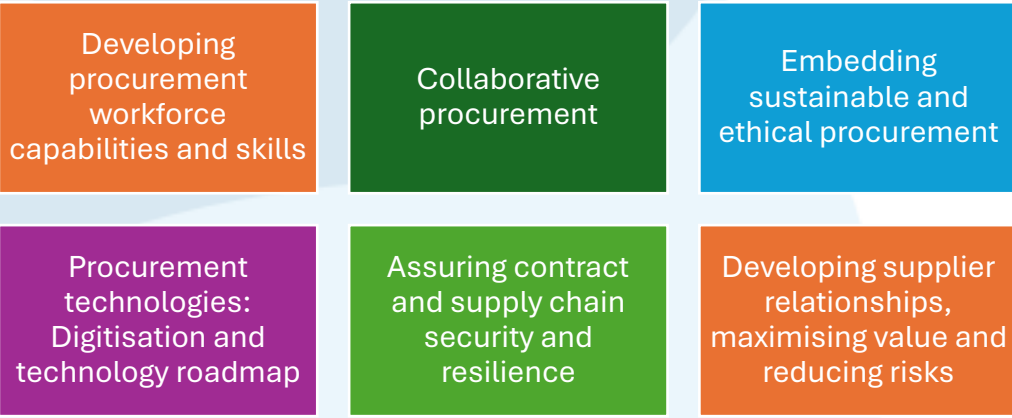 Developing
procurement
workforce
capabilities and skills
Collaborative
procurement
Embedding
sustainable and
ethical procurement
Procurement
technologies:
Digitisation and
technology roadmap
Assuring contract
and supply chain
security and
resilience
Developing supplier
relationships,
maximising value and
reducing risks